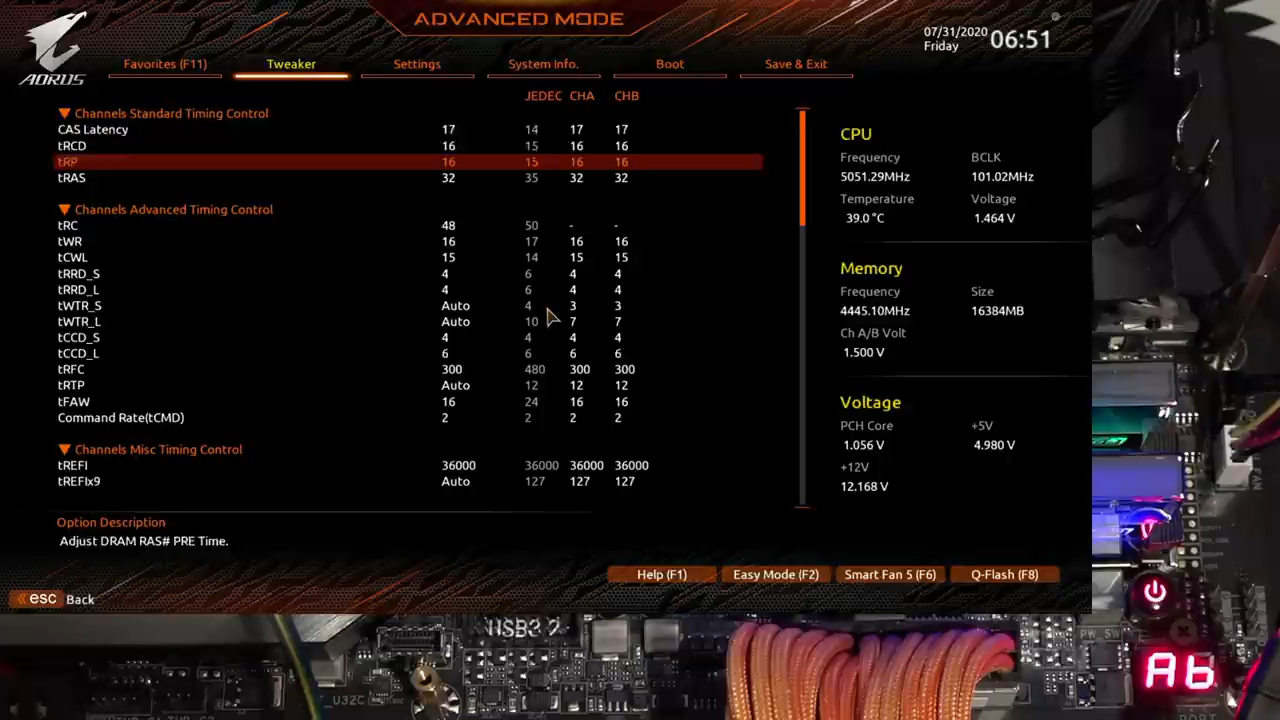 ADVANCED MODE
07/31/2020
Friday
06:51
AORUS
Favorites (F11) Tweaker Settings System Info. Boot Save & Exit
JEDEC CHA CHB
Channels Standard Timing Control
CAS Latency 17 14 17 17
tRCD 16 15 16 16
tRP 16 15 16 16
tRAS 32 35 32 32
Channels Advanced Timing Control
tRC 48 50 - -
tWR 16 17 16 16
tCWL 15 14 15 15
tRRD_S 4 6 4 4
tRRD_L 4 6 4 4
tWTR_S Auto 4 3 3
tWTR_L Auto 10 7 7
tCCD_S 4 4 4 4
tCCD_L 6 6 6 6
tRFC 300 480 300 300
tRTP Auto 12 12 12
tFAW 16 24 16 16
Command Rate(tCMD) 2 2 2 2
Channels Misc Timing Control
tREFI 36000 36000 36000 36000
tREFIx9 Auto 127 127 127
Option Description
Adjust DRAM RAS# PRE Time.
CPU
Frequency BCLK
5051.29MHz 101.02MHz
Temperature Voltage
39.0 °C 1.464 V
Memory
Frequency Size
4445.10MHz 16384MB
Ch A/B Volt
1.500 V
Voltage
PCH Core +5V
1.056 V 4.980 V
+12V
12.168 V
Help (F1) Easy Mode (F2) Smart Fan 5 (F6) Q-Flash (F8)
esc Back
USB3 2
PW_SW
_U32C
Ab